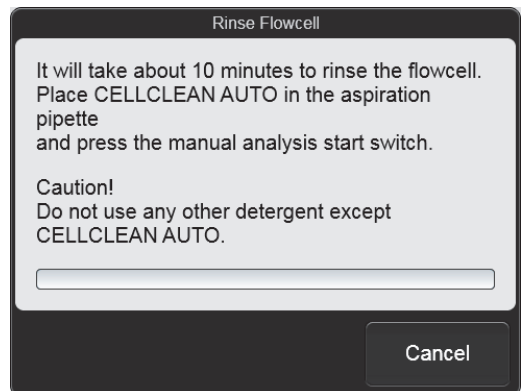 Rinse Flowcell
It will take about 10 minutes to rinse the flowcell.
Place CELLCLEAN AUTO in the aspiration
pipette
and press the manual analysis start switch.
Caution!
Do not use any other detergent except
CELLCLEAN AUTO.
Cancel